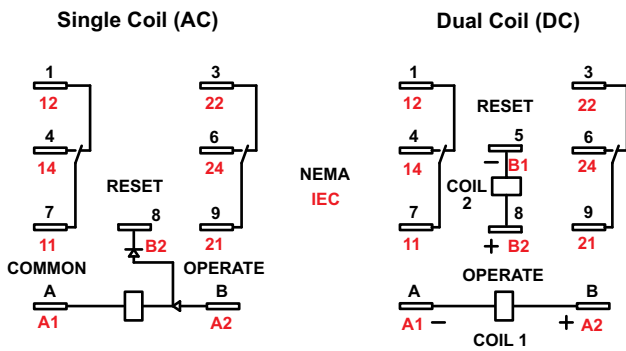 Single Coil (AC)
1
12
3
22
4
14
6
24
RESET
7
11
8
B2
9
21
COMMON
OPERATE
A
A1
B
A2
NEMA
IEC
Dual Coil (DC)
1
12
3
22
RESET
4
14
5
– B1
6
24
COIL
2
7
11
8
+ B2
9
21
OPERATE
A
A1 –
B
+ A2
COIL 1